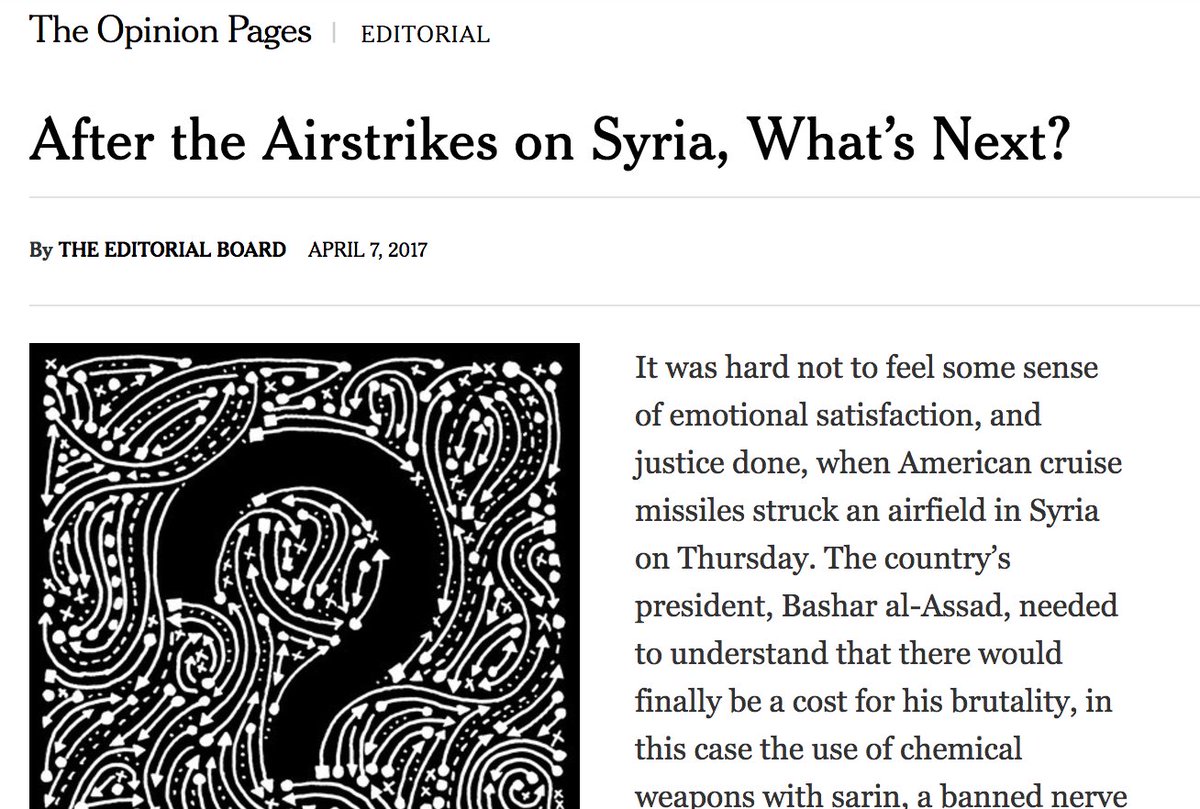 The Opinion Pages | EDITORIAL
After the Airstrikes on Syria, What’s Next?
By THE EDITORIAL BOARD APRIL 7, 2017
It was hard not to feel some sense
of emotional satisfaction, and
justice done, when American cruise
missiles struck an airfield in Syria
on Thursday. The country’s
president, Bashar al-Assad, needed
to understand that there would
finally be a cost for his brutality, in
this case the use of chemical
weapons with sarin, a banned nerve